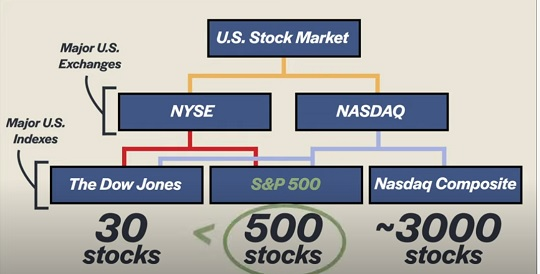 U.S. Stock Market
Major U.S.
Exchanges
NYSE
NASDAQ
Major U.S.
Indexes
The Dow Jones
S&P 500
Nasdaq Composite
30
stocks
<
500
stocks
~3000
stocks